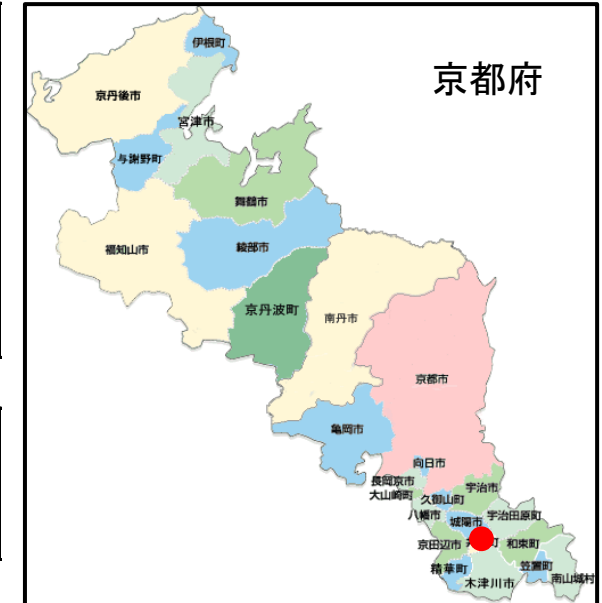 京都府
伊根町
京丹後市
宮津市
与謝野町
舞鶴市
福知山市
綾部市
京丹波町
南丹市
京都市
亀岡市
向日市
長岡京市
大山崎町
宇治市
久御山町
八幡市
宇治田原町
城陽市
京田辺市
和束町
精華町
笠置町
木津川市
南山城村